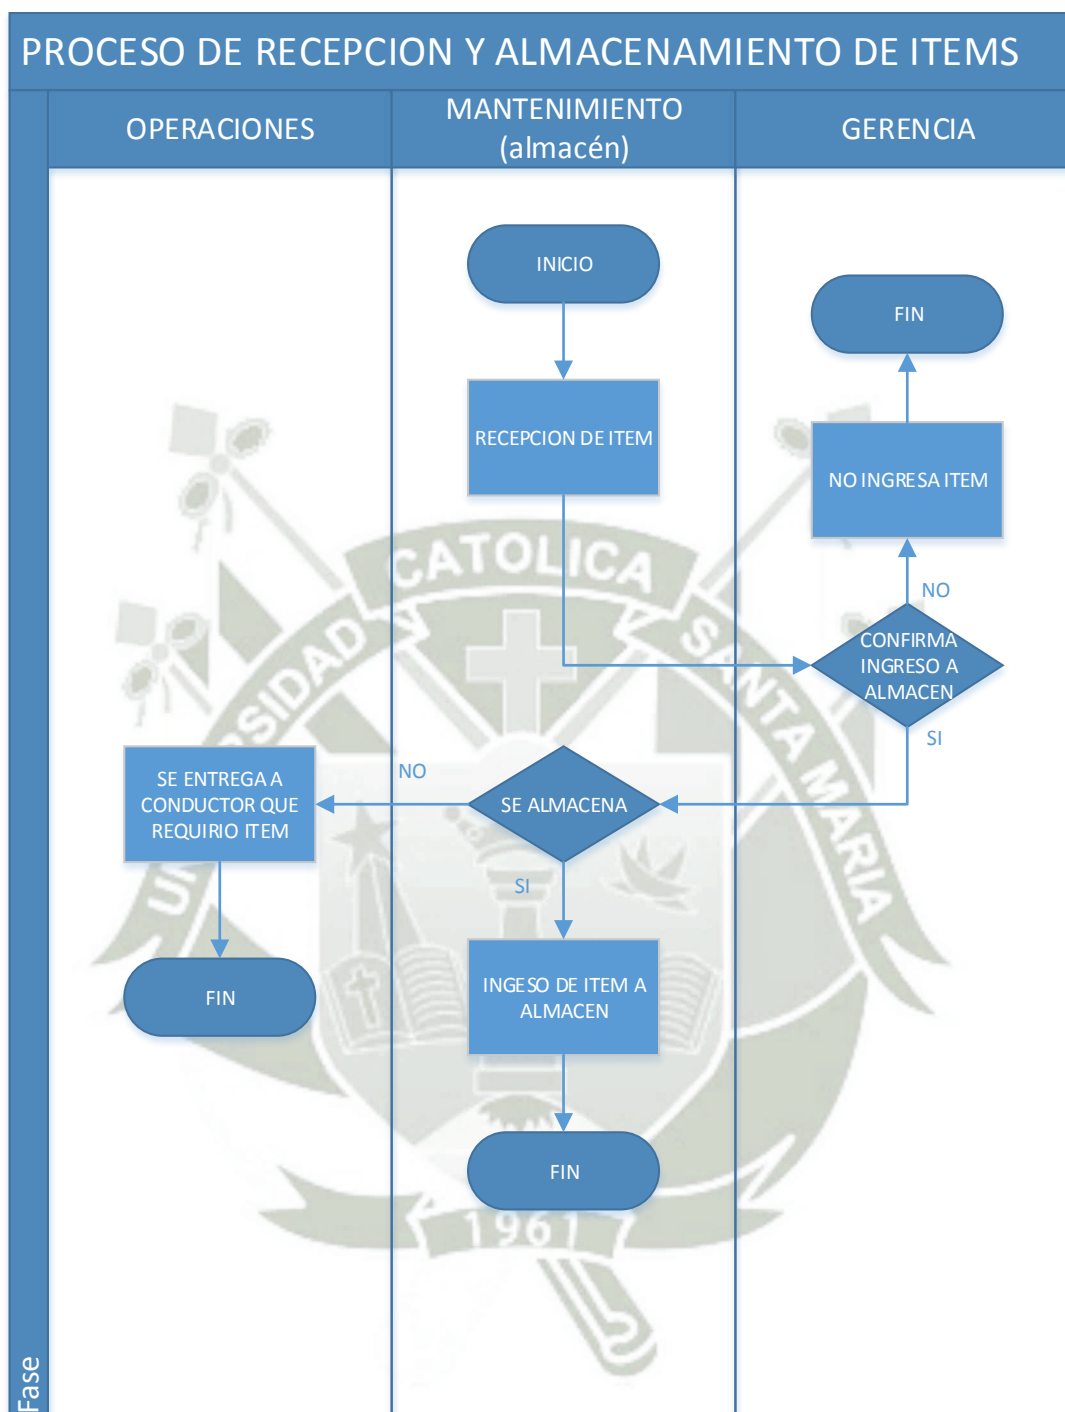 PROCESO DE RECEPCION Y ALMACENAMIENTO DE ITEMS
OPERACIONES
MANTENIMIENTO
(almacén)
GERENCIA
INICIO
FIN
RECEPCION DE ITEM
NO INGRESA ITEM
NO
CONFIRMA
INGRESO A
ALMACEN
SI
SE ENTREGA A
CONDUCTOR QUE
REQUIRIO ITEM
NO
SE ALMACENA
SI
FIN
INGESO DE ITEM A
ALMACEN
FIN
Fase
UNIVERSIDAD CATOLICA SANTA MARIA
1961